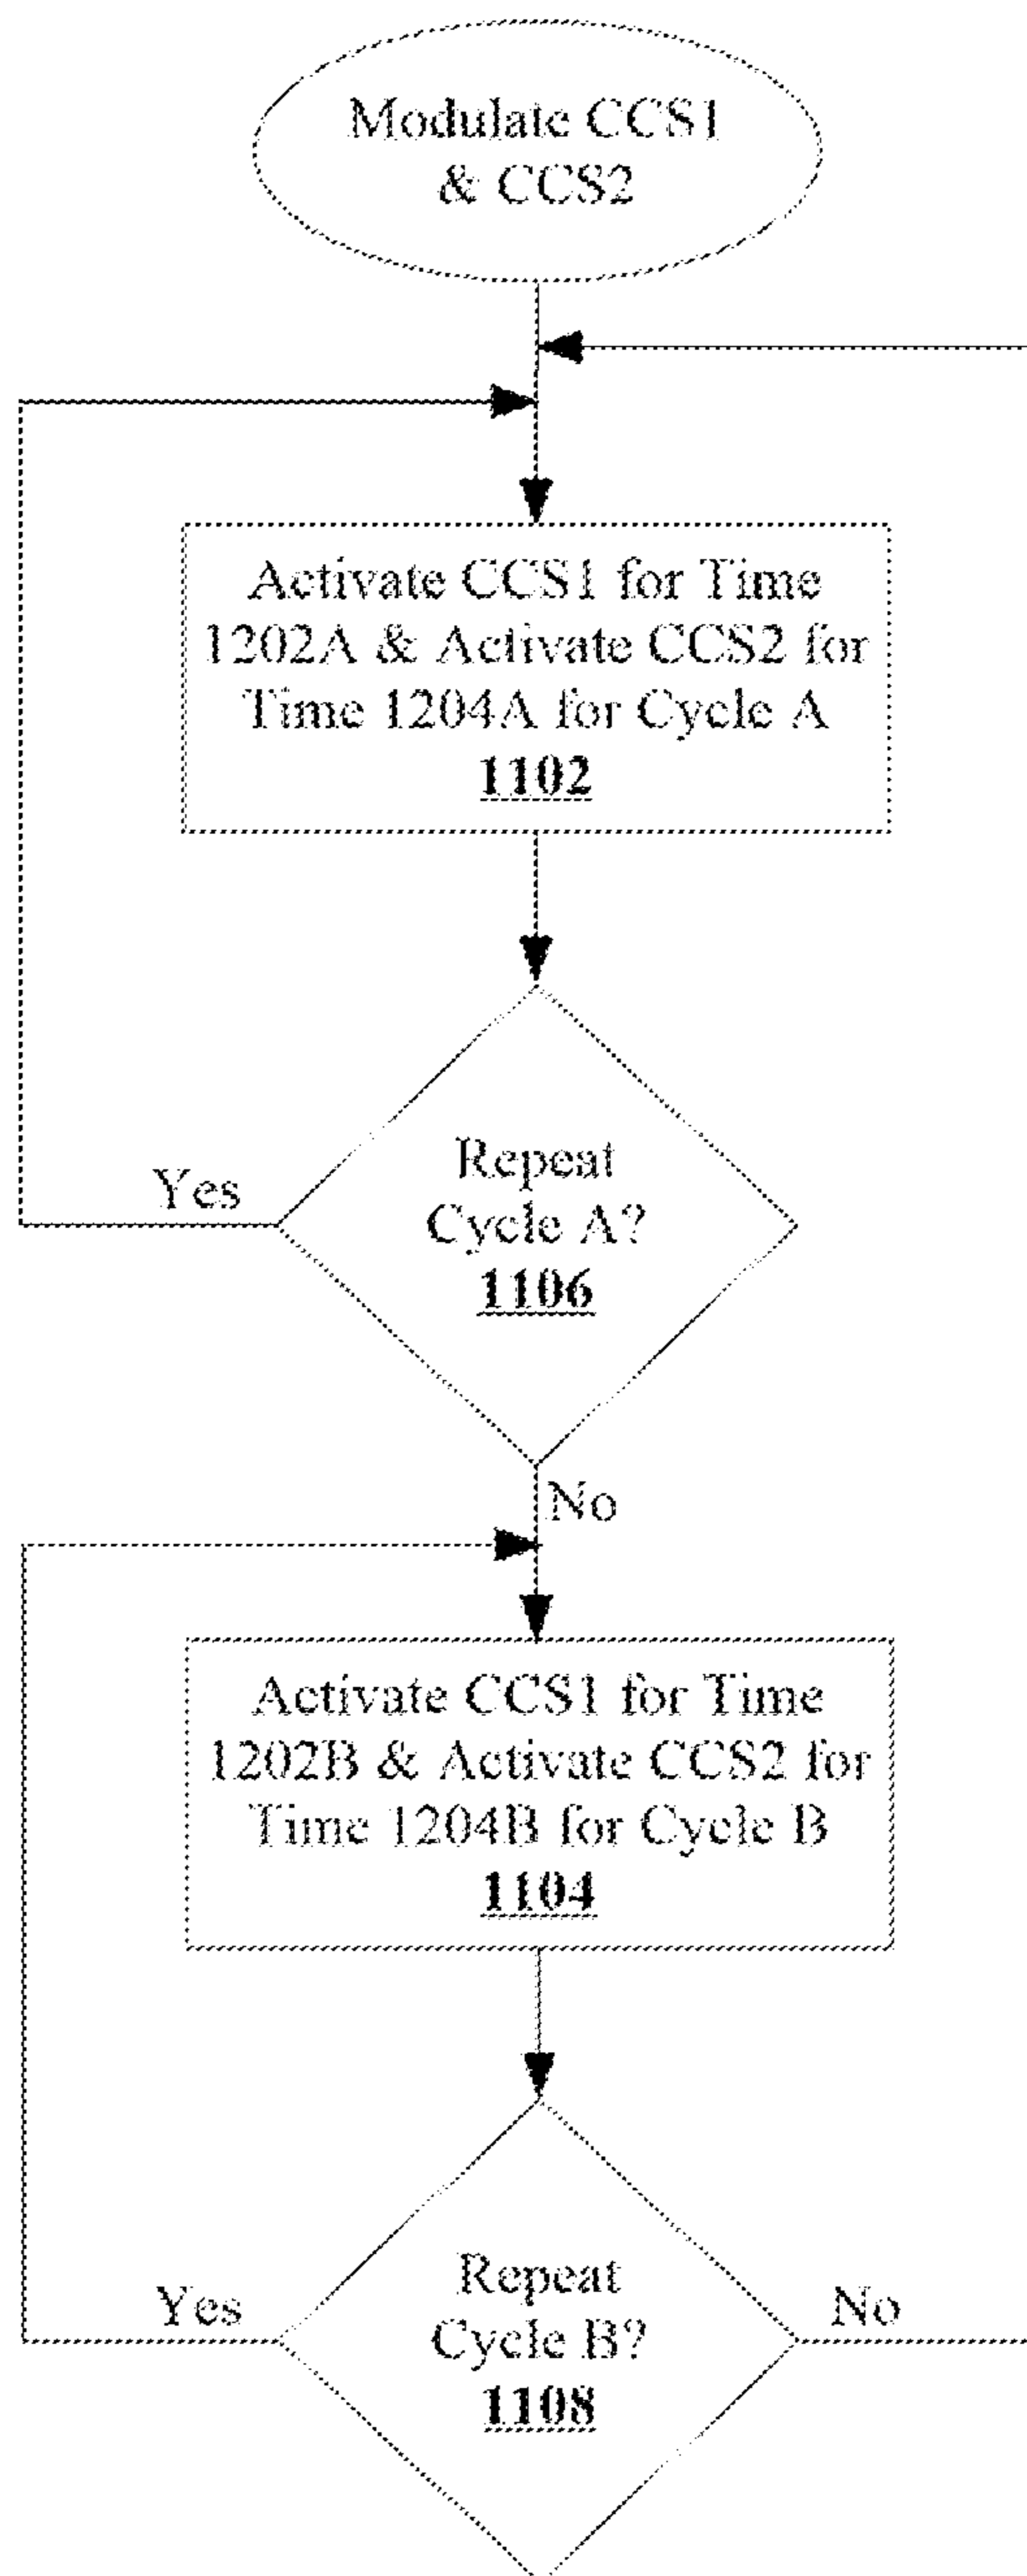 Modulate CCS1
& CCS2
Activate CCS1 for Time
1202A & Activate CCS2 for
Time 1204A for Cycle A
1102
Repeat
Cycle A?
1106
Yes
No
Activate CCS1 for Time
1202B & Activate CCS2 for
Time 1204B for Cycle B
1104
Repeat
Cycle B?
1108
Yes
No